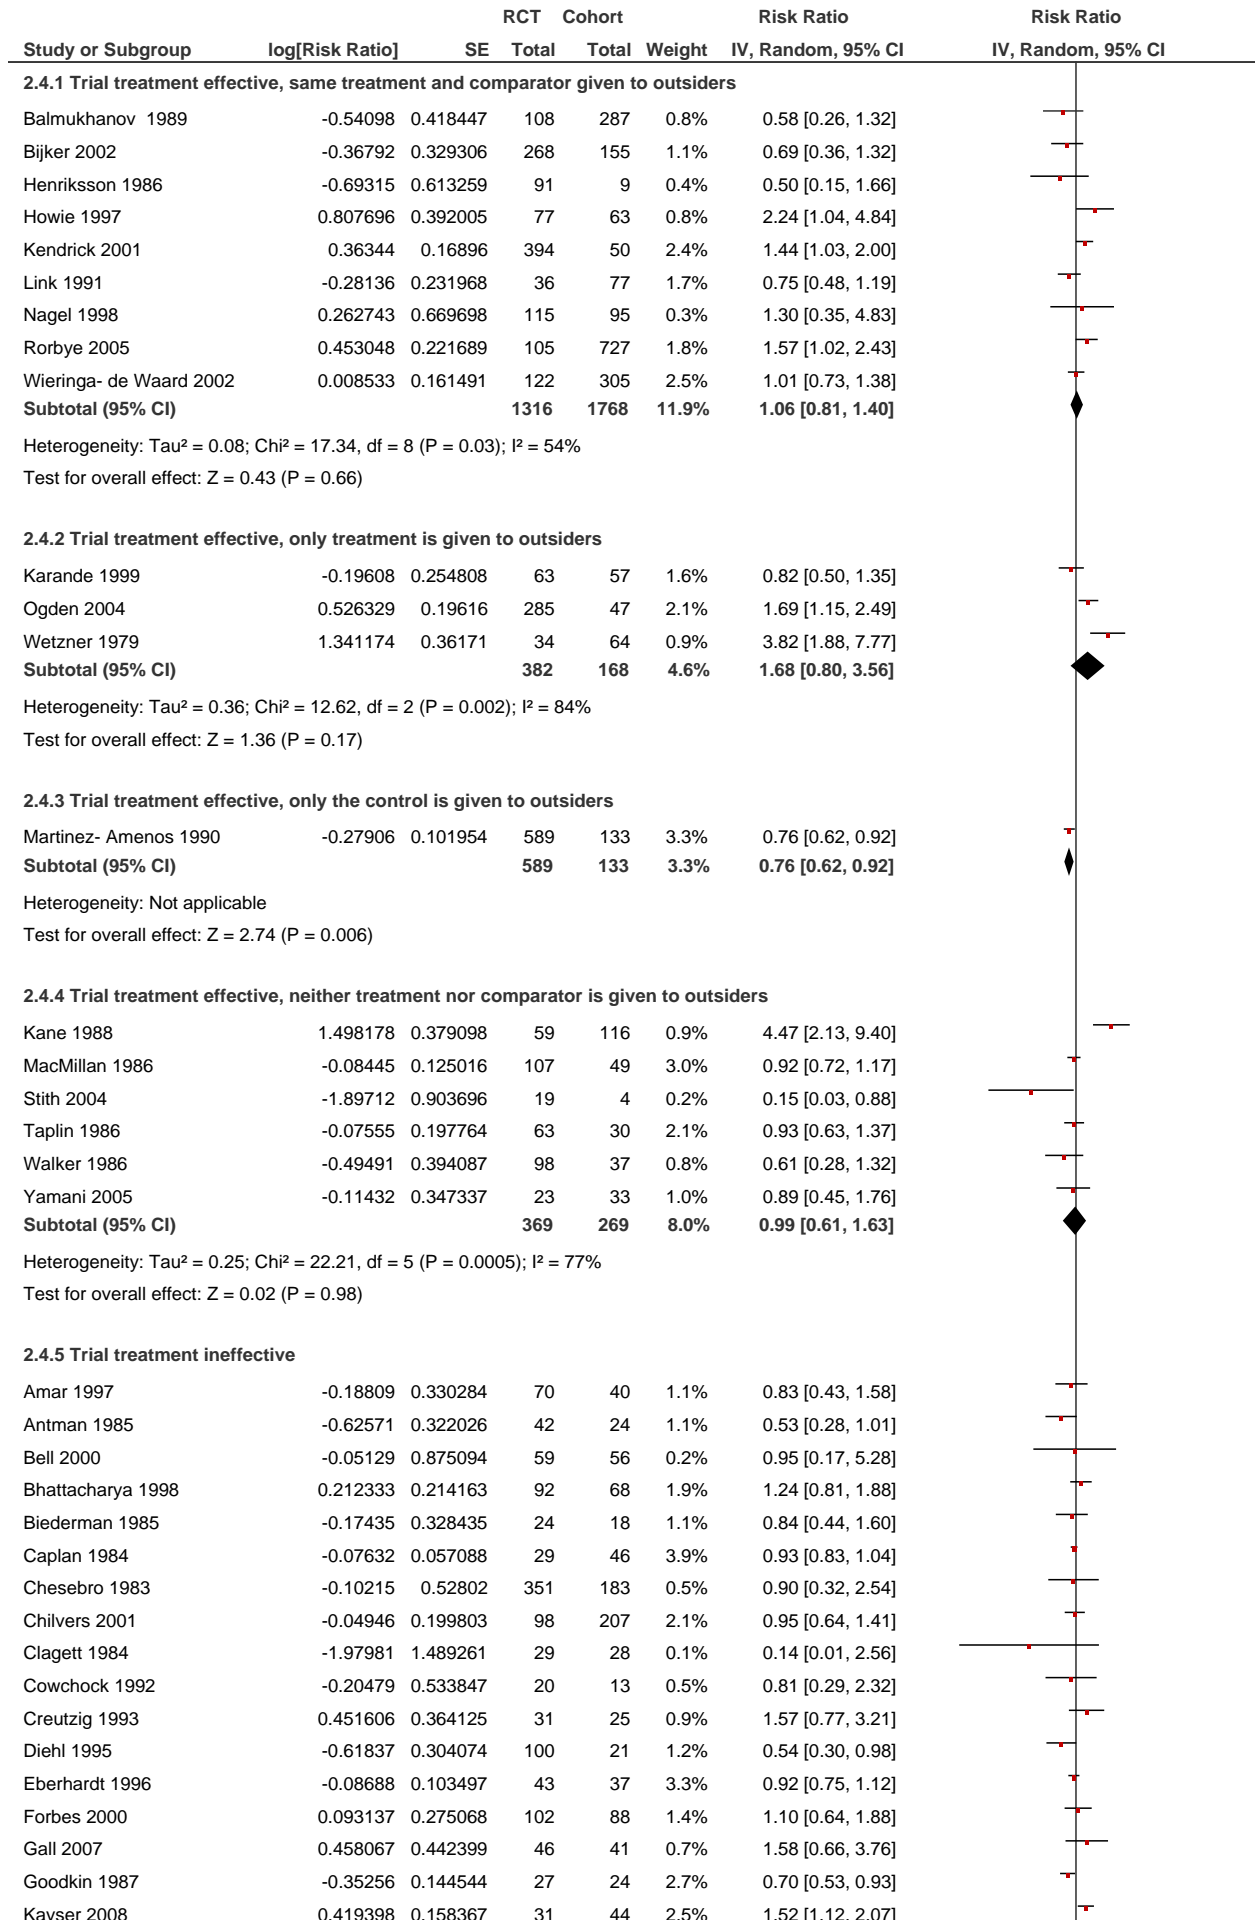 RCT Cohort Risk Ratio Risk Ratio
Study or Subgroup log[Risk Ratio] SE Total Total Weight IV, Random, 95% CI IV, Random, 95% CI
2.4.1 Trial treatment effective, same treatment and comparator given to outsiders
Balmukhanov 1989 -0.54098 0.418447 108 287 0.8% 0.58 [0.26, 1.32]
Bijker 2002 -0.36792 0.329306 268 155 1.1% 0.69 [0.36, 1.32]
Henriksson 1986 -0.69315 0.613259 91 9 0.4% 0.50 [0.15, 1.66]
Howie 1997 0.807696 0.392005 77 63 0.8% 2.24 [1.04, 4.84]
Kendrick 2001 0.36344 0.16896 394 50 2.4% 1.44 [1.03, 2.00]
Link 1991 -0.28136 0.231968 36 77 1.7% 0.75 [0.48, 1.19]
Nagel 1998 0.262743 0.669698 115 95 0.3% 1.30 [0.35, 4.83]
Rorbye 2005 0.453048 0.221689 105 727 1.8% 1.57 [1.02, 2.43]
Wieringa- de Waard 2002 0.008533 0.161491 122 305 2.5% 1.01 [0.73, 1.38]
Subtotal (95% CI) 1316 1768 11.9% 1.06 [0.81, 1.40]
Heterogeneity: Tau² = 0.08; Chi² = 17.34, df = 8 (P = 0.03); I² = 54%
Test for overall effect: Z = 0.43 (P = 0.66)
2.4.2 Trial treatment effective, only treatment is given to outsiders
Karande 1999 -0.19608 0.254808 63 57 1.6% 0.82 [0.50, 1.35]
Ogden 2004 0.526329 0.19616 285 47 2.1% 1.69 [1.15, 2.49]
Wetzner 1979 1.341174 0.36171 34 64 0.9% 3.82 [1.88, 7.77]
Subtotal (95% CI) 382 168 4.6% 1.68 [0.80, 3.56]
Heterogeneity: Tau² = 0.36; Chi² = 12.62, df = 2 (P = 0.002); I² = 84%
Test for overall effect: Z = 1.36 (P = 0.17)
2.4.3 Trial treatment effective, only the control is given to outsiders
Martinez- Amenos 1990 -0.27906 0.101954 589 133 3.3% 0.76 [0.62, 0.92]
Subtotal (95% CI) 589 133 3.3% 0.76 [0.62, 0.92]
Heterogeneity: Not applicable
Test for overall effect: Z = 2.74 (P = 0.006)
2.4.4 Trial treatment effective, neither treatment nor comparator is given to outsiders
Kane 1988 1.498178 0.379098 59 116 0.9% 4.47 [2.13, 9.40]
MacMillan 1986 -0.08445 0.125016 107 49 3.0% 0.92 [0.72, 1.17]
Stith 2004 -1.89712 0.903696 19 4 0.2% 0.15 [0.03, 0.88]
Taplin 1986 -0.07555 0.197764 63 30 2.1% 0.93 [0.63, 1.37]
Walker 1986 -0.49491 0.394087 98 37 0.8% 0.61 [0.28, 1.32]
Yamani 2005 -0.11432 0.347337 23 33 1.0% 0.89 [0.45, 1.76]
Subtotal (95% CI) 369 269 8.0% 0.99 [0.61, 1.63]
Heterogeneity: Tau² = 0.25; Chi² = 22.21, df = 5 (P = 0.0005); I² = 77%
Test for overall effect: Z = 0.02 (P = 0.98)
2.4.5 Trial treatment ineffective
Amar 1997 -0.18809 0.330284 70 40 1.1% 0.83 [0.43, 1.58]
Antman 1985 -0.62571 0.322026 42 24 1.1% 0.53 [0.28, 1.01]
Bell 2000 -0.05129 0.875094 59 56 0.2% 0.95 [0.17, 5.28]
Bhattacharya 1998 0.212333 0.214163 92 68 1.9% 1.24 [0.81, 1.88]
Biederman 1985 -0.17435 0.328435 24 18 1.1% 0.84 [0.44, 1.60]
Caplan 1984 -0.07632 0.057088 29 46 3.9% 0.93 [0.83, 1.04]
Chesebro 1983 -0.10215 0.52802 351 183 0.5% 0.90 [0.32, 2.54]
Chilvers 2001 -0.04946 0.199803 98 207 2.1% 0.95 [0.64, 1.41]
Clagett 1984 -1.97981 1.489261 29 28 0.1% 0.14 [0.01, 2.56]
Cowchock 1992 -0.20479 0.533847 20 13 0.5% 0.81 [0.29, 2.32]
Creutzig 1993 0.451606 0.364125 31 25 0.9% 1.57 [0.77, 3.21]
Diehl 1995 -0.61837 0.304074 100 21 1.2% 0.54 [0.30, 0.98]
Eberhardt 1996 -0.08688 0.103497 43 37 3.3% 0.92 [0.75, 1.12]
Forbes 2000 0.093137 0.275068 102 88 1.4% 1.10 [0.64, 1.88]
Gall 2007 0.458067 0.442399 46 41 0.7% 1.58 [0.66, 3.76]
Goodkin 1987 -0.35256 0.144544 27 24 2.7% 0.70 [0.53, 0.93]
Kayser 2008 0.419398 0.158367 31 44 2.5% 1.52 [1.12, 2.07]